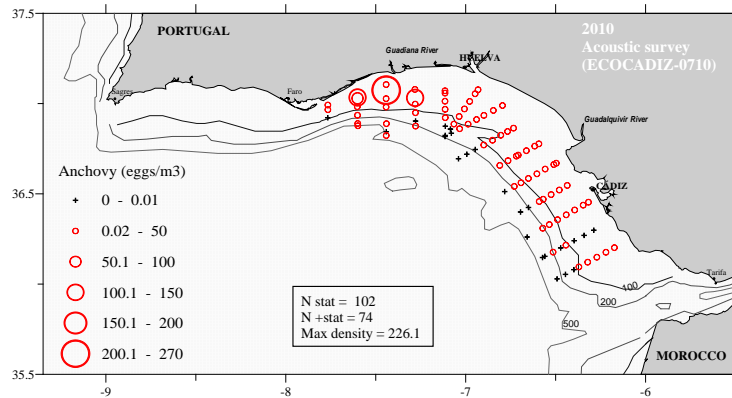 37.5
PORTUGAL
Guadiana River
HUELVA
2010
Acoustic survey
(ECOCADIZ-0710)
Sagres
Faro
Guadalquivir River
Anchovy (eggs/m3)
0 - 0.01
0.02 - 50
50.1 - 100
100.1 - 150
150.1 - 200
200.1 - 270
36.5
CÁDIZ
N stat = 102
N +stat = 74
Max density = 226.1
Tarifa
100
200
500
MOROCCO
35.5
-9
-8
-7
-6